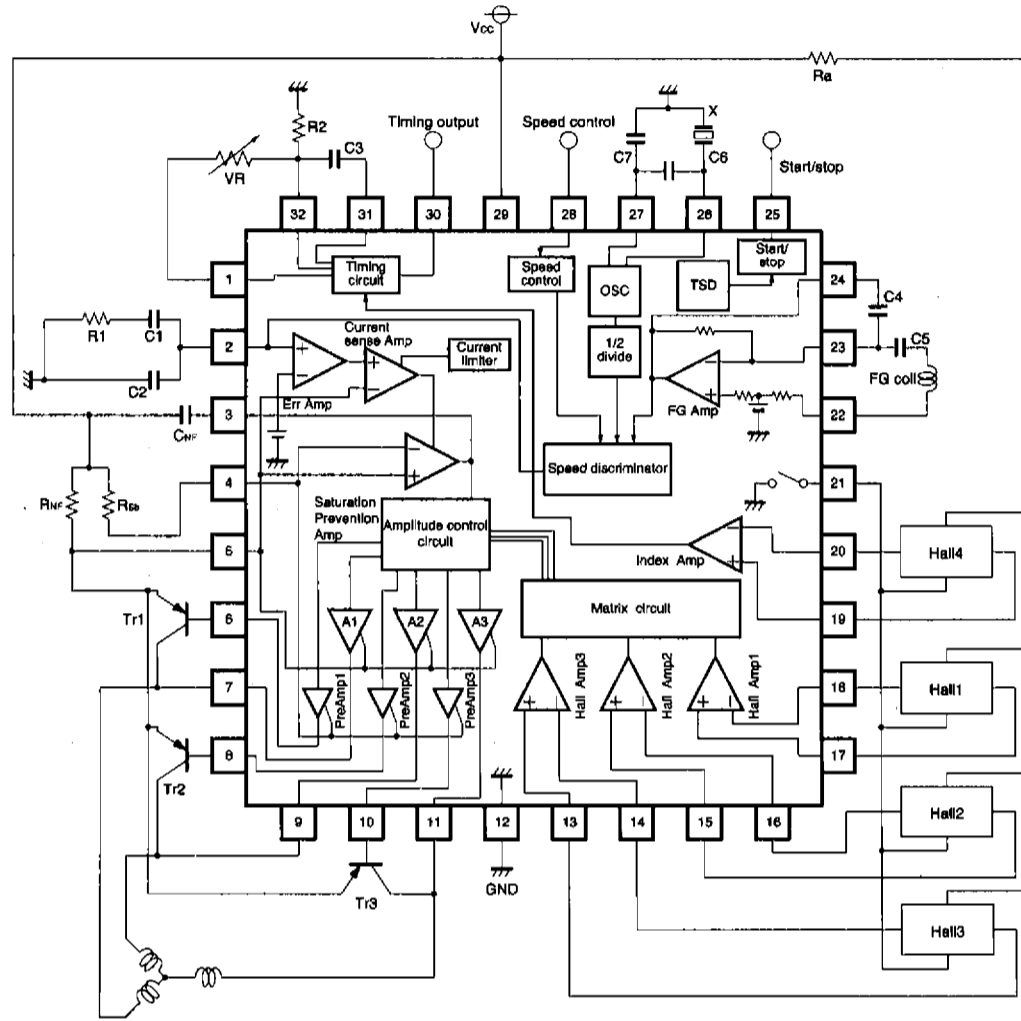 Vcc
Ra
R2
Timing output
Speed control
X
C3
C7
C6
VR
Start/stop
32
31
30
29
28
27
26
25
1
Timing circuit
Speed control
OSC
TSD
Start/ stop
24
C4
R1
C1
2
Current sense Amp
Current limiter
1/2 divide
23
C5
FG coil
C2
Err Amp
FG Amp
22
CNF
3
Speed discriminator
21
RNF
4
Saturation Prevention Amp
Amplitude control circuit
5
Index Amp
20
Hall4
Tr1
6
A1
A2
A3
Matrix circuit
19
7
PreAmp1
PreAmp2
PreAmp3
Hall Amp3
Hall Amp2
Hall Amp1
18
Hall1
Tr2
8
17
9
10
11
12
13
14
15
16
Hall2
GND
Tr3
Hall3